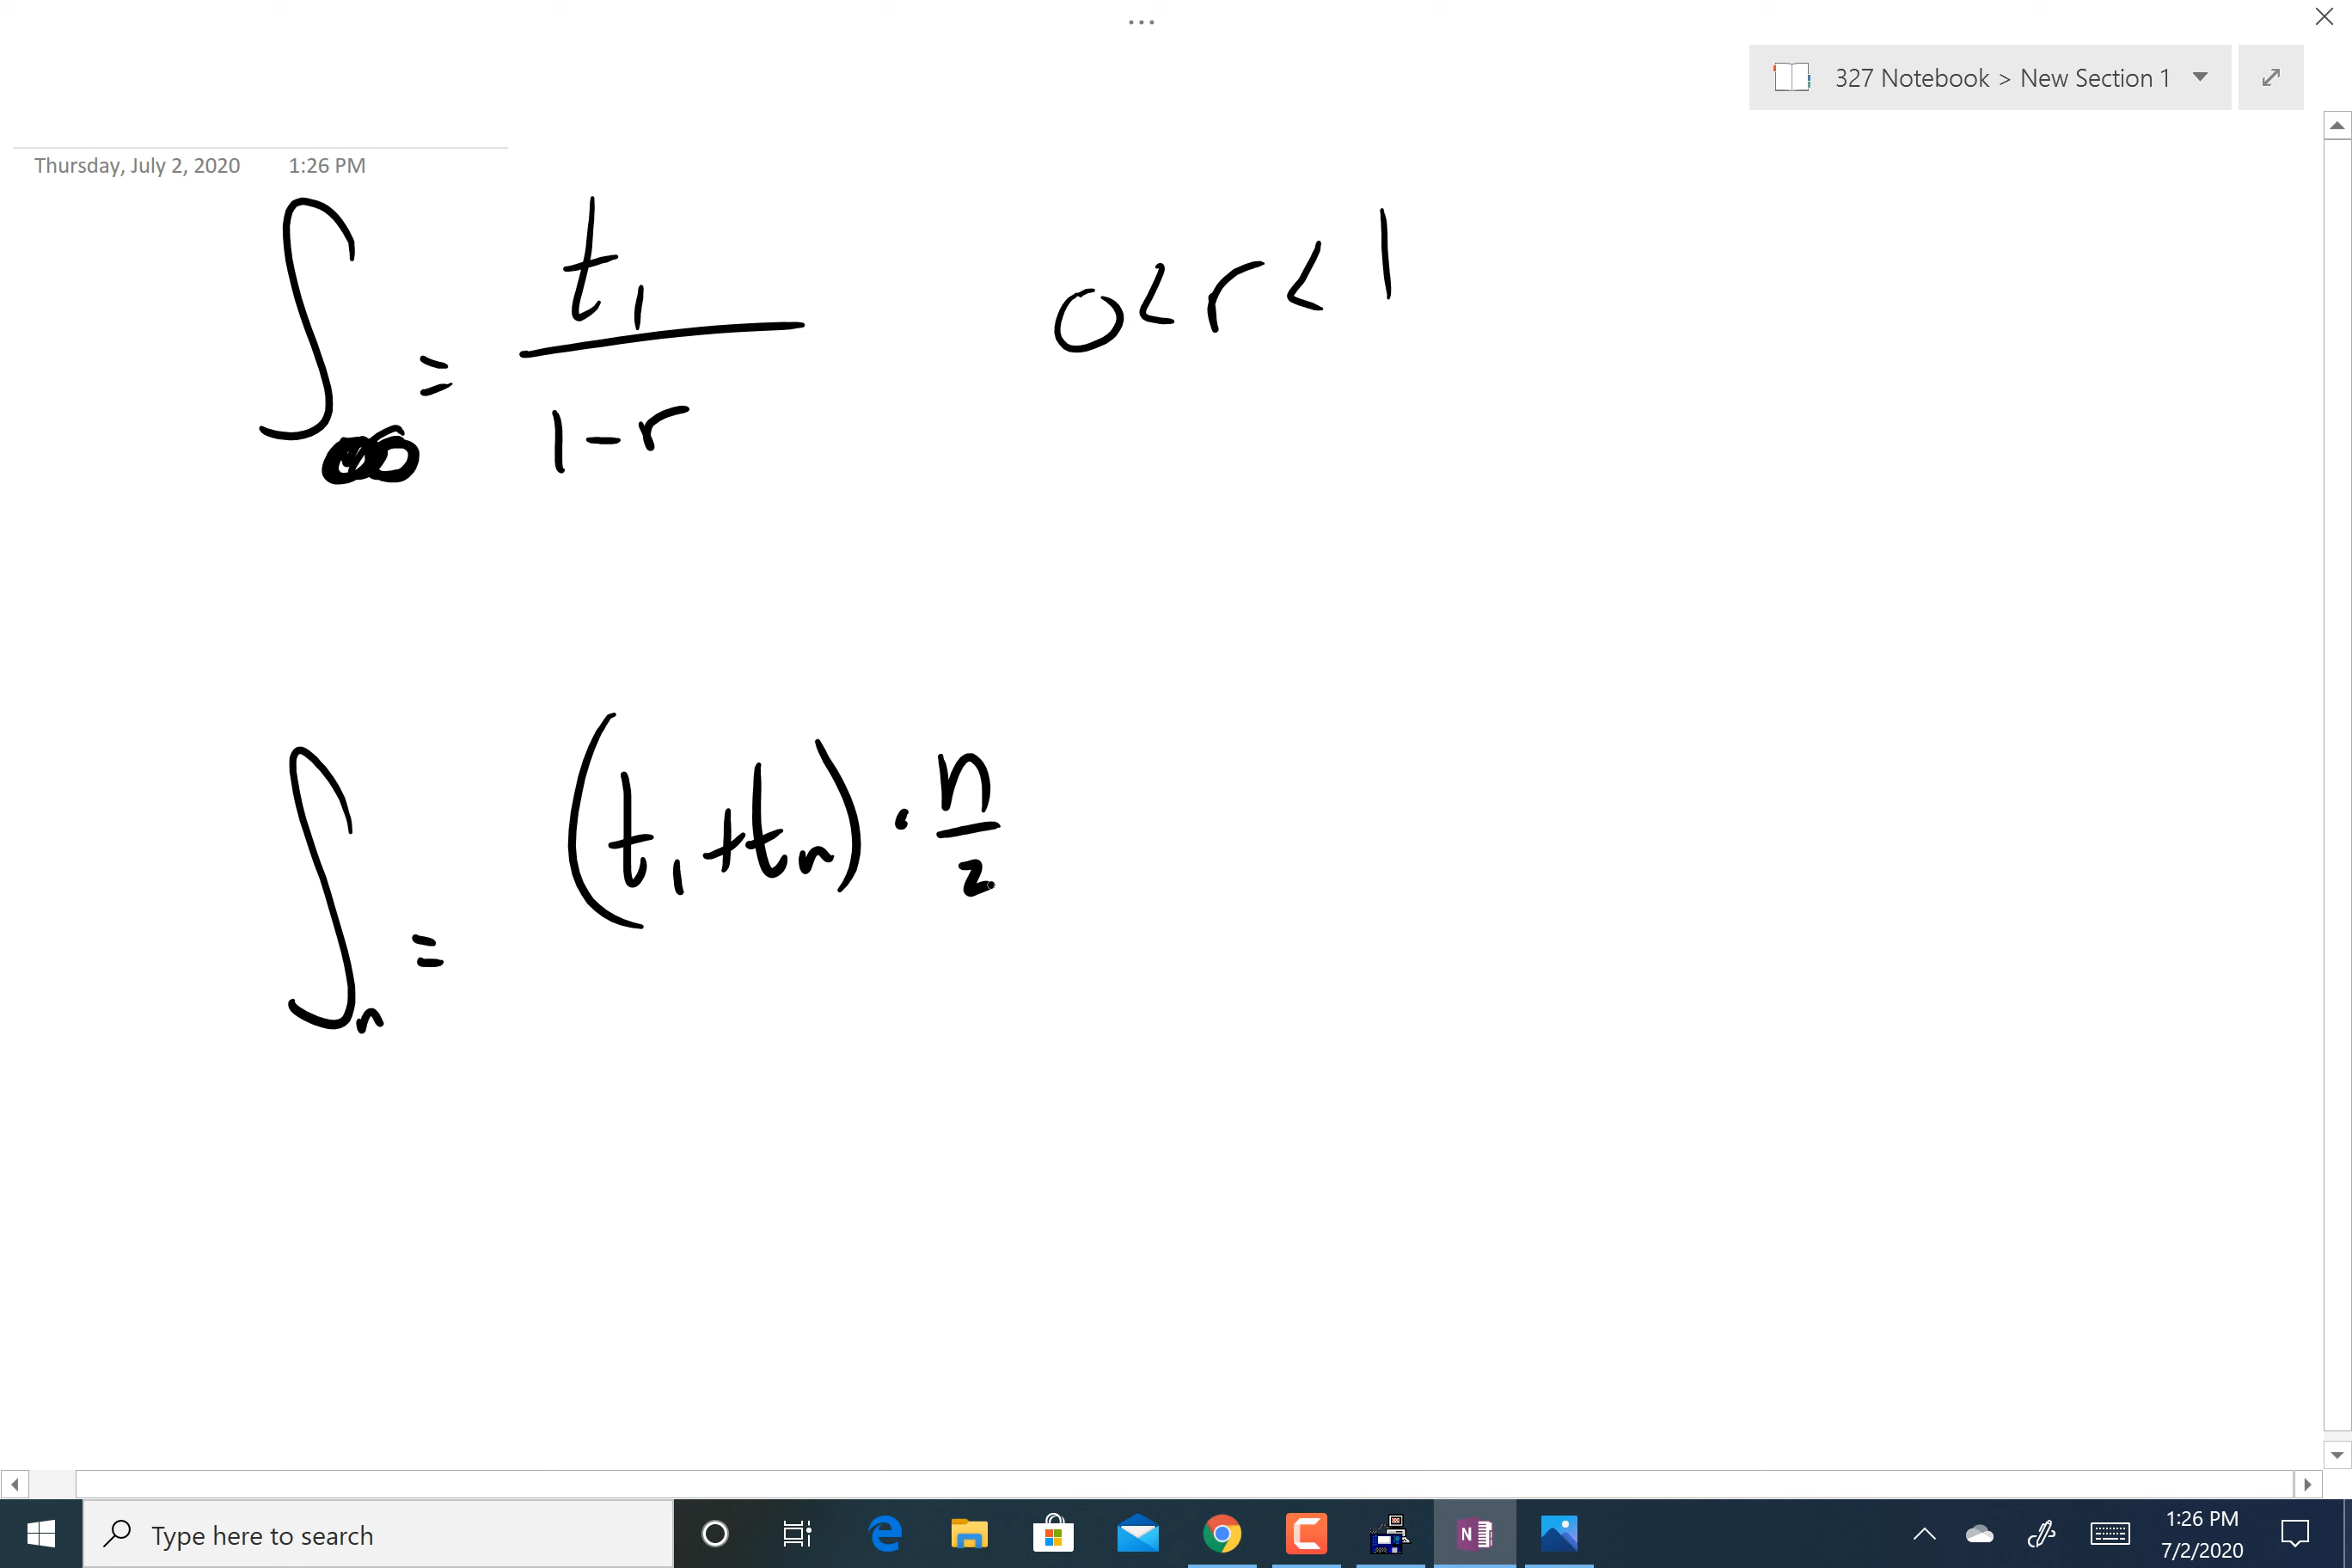 327 Notebook > New Section 1
Thursday, July 2, 2020 1:26 PM
S∞ = t₁ / (1-r) 0<r<1
Sₙ = (t₁+tₙ)·n/2
Type here to search
1:26 PM
7/2/2020